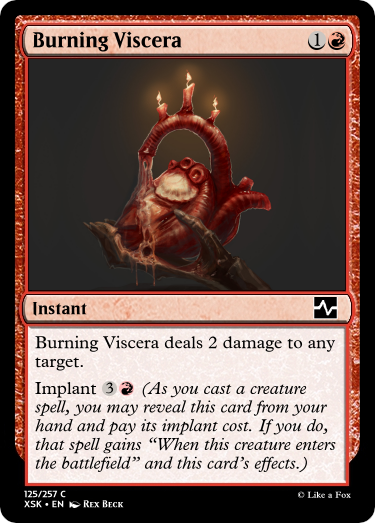 Burning Viscera 1
Instant
Burning Viscera deals 2 damage to any
target.
Implant 3 (As you cast a creature
spell, you may reveal this card from your
hand and pay its implant cost. If you do,
that spell gains “When this creature enters
the battlefield” and this card's effects.)
125/257 C
XSK • EN Rex Beck
© Like a Fox